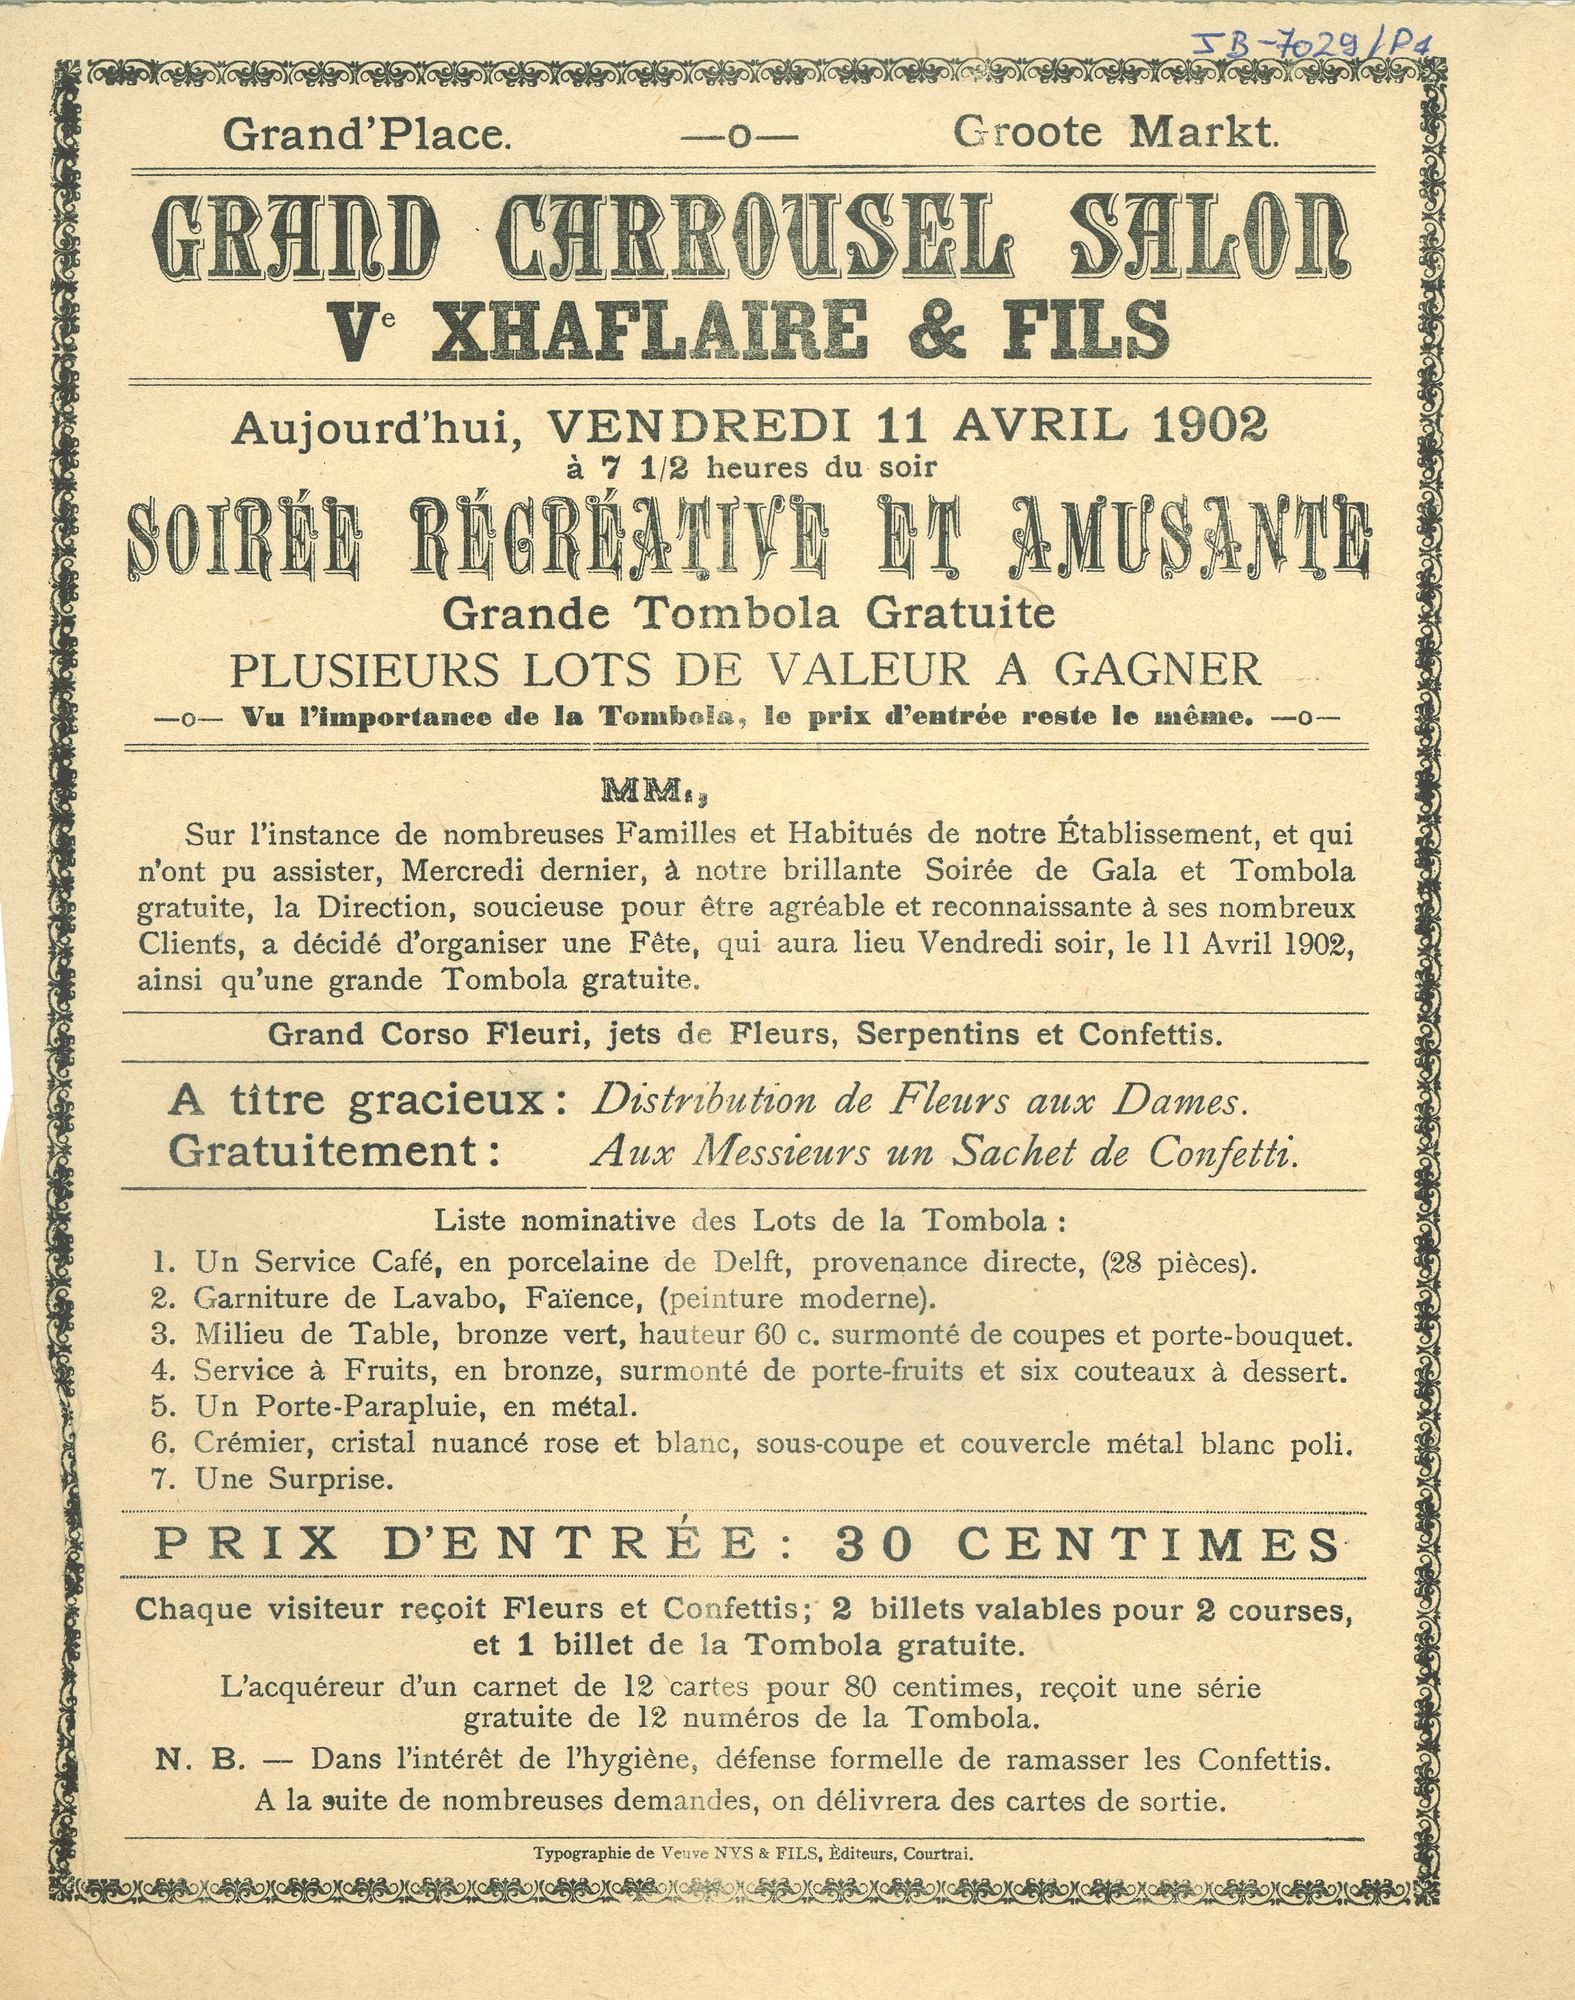 JB-7029/P1
Grand'Place. —o— Groote Markt.
GRAND CARROUSEL SALON
Ve XHAFLAIRE & FILS
Aujourd'hui, VENDREDI 11 AVRIL 1902
à 7 1/2 heures du soir
SOIRÉE RÉCRÉATIVE ET AMUSANTE
Grande Tombola Gratuite
PLUSIEURS LOTS DE VALEUR A GAGNER
—o— Vu l'importance de la Tombola, le prix d'entrée reste le même. —o—
MM.,
Sur l'instance de nombreuses Familles et Habitués de notre Établissement, et qui
n'ont pu assister, Mercredi dernier, à notre brillante Soirée de Gala et Tombola
gratuite, la Direction, soucieuse pour être agréable et reconnaissante à ses nombreux
Clients, a décidé d'organiser une Fête, qui aura lieu Vendredi soir, le 11 Avril 1902,
ainsi qu'une grande Tombola gratuite.
Grand Corso Fleuri, jets de Fleurs, Serpentins et Confettis.
A tître gracieux : Distribution de Fleurs aux Dames.
Gratuitement : Aux Messieurs un Sachet de Confetti.
Liste nominative des Lots de la Tombola :
1. Un Service Café, en porcelaine de Delft, provenance directe, (28 pièces).
2. Garniture de Lavabo, Faïence, (peinture moderne).
3. Milieu de Table, bronze vert, hauteur 60 c. surmonté de coupes et porte-bouquet.
4. Service à Fruits, en bronze, surmonté de porte-fruits et six couteaux à dessert.
5. Un Porte-Parapluie, en métal.
6. Crémier, cristal nuancé rose et blanc, sous-coupe et couvercle métal blanc poli.
7. Une Surprise.
PRIX D'ENTRÉE : 30 CENTIMES
Chaque visiteur reçoit Fleurs et Confettis; 2 billets valables pour 2 courses,
et 1 billet de la Tombola gratuite.
L'acquéreur d'un carnet de 12 cartes pour 80 centimes, reçoit une série
gratuite de 12 numéros de la Tombola.
N. B. — Dans l'intérêt de l'hygiène, défense formelle de ramasser les Confettis.
A la suite de nombreuses demandes, on délivrera des cartes de sortie.
Typographie de Veuve NYS & FILS, Èditeurs, Courtrai.